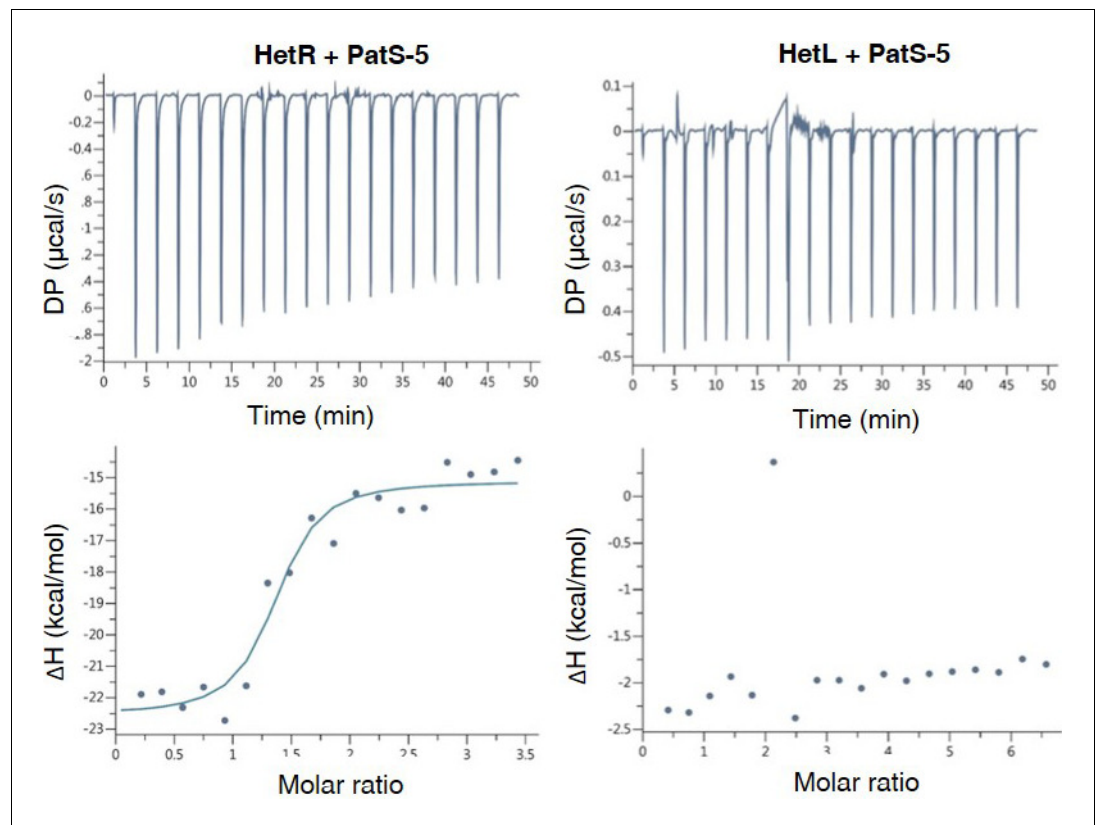 HetR + PatS-5
HetL + PatS-5
0
-0.2
-0.4
.6
.8
-1
.2
.4
.6
.8
-2
DP (µcal/s)
0 5 10 15 20 25 30 35 40 45 50
Time (min)
0.1
0
0.1
0.2
0.3
0.4
-0.5
DP (µcal/s)
0 5 10 15 20 25 30 35 40 45 50
Time (min)
-15
-16
-17
-18
-19
-20
-21
-22
-23
ΔH (kcal/mol)
0 0.5 1 1.5 2 2.5 3 3.5
Molar ratio
0
-0.5
-1
-1.5
-2
-2.5
ΔH (kcal/mol)
0 1 2 3 4 5 6
Molar ratio